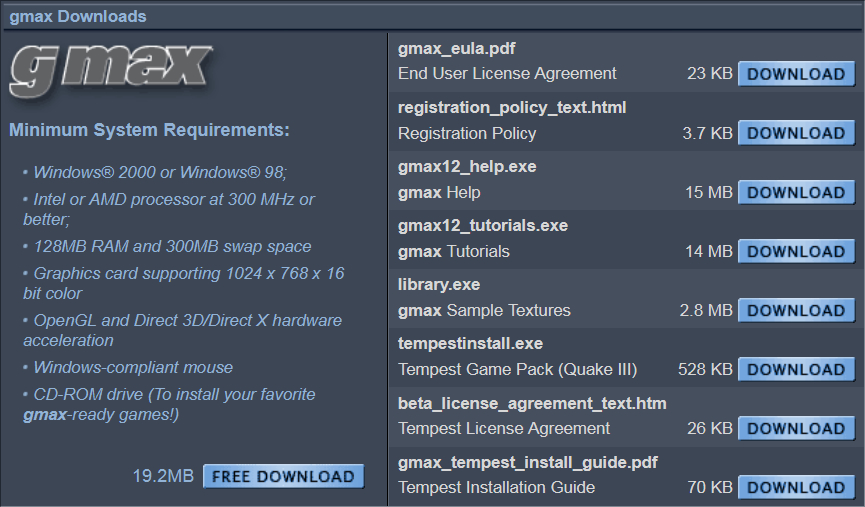 gmax Downloads
gmax
Minimum System Requirements:
• Windows® 2000 or Windows® 98;
• Intel or AMD processor at 300 MHz or
better;
• 128MB RAM and 300MB swap space
• Graphics card supporting 1024 x 768 x 16
bit color
• OpenGL and Direct 3D/Direct X hardware
acceleration
• Windows-compliant mouse
• CD-ROM drive (To install your favorite
gmax-ready games!)
19.2MB FREE DOWNLOAD
gmax_eula.pdf
End User License Agreement 23 KB DOWNLOAD
registration_policy_text.html
Registration Policy 3.7 KB DOWNLOAD
gmax12_help.exe
gmax Help 15 MB DOWNLOAD
gmax12_tutorials.exe
gmax Tutorials 14 MB DOWNLOAD
library.exe
gmax Sample Textures 2.8 MB DOWNLOAD
tempestinstall.exe
Tempest Game Pack (Quake III) 528 KB DOWNLOAD
beta_license_agreement_text.htm
Tempest License Agreement 26 KB DOWNLOAD
gmax_tempest_install_guide.pdf
Tempest Installation Guide 70 KB DOWNLOAD